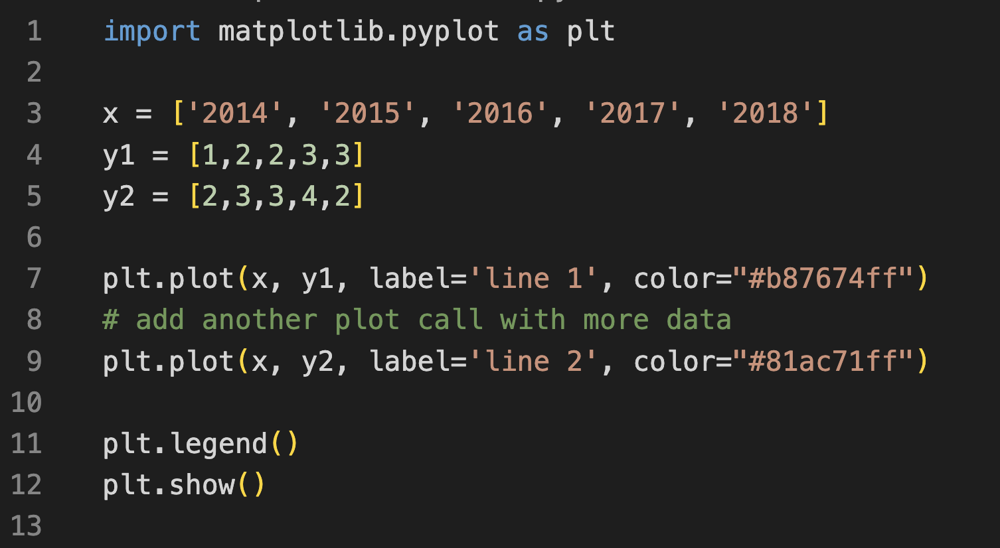 1 import matplotlib.pyplot as plt
2
3 x = ['2014', '2015', '2016', '2017', '2018']
4 y1 = [1,2,2,3,3]
5 y2 = [2,3,3,4,2]
6
7 plt.plot(x, y1, label='line 1', color="#b87674ff")
8 # add another plot call with more data
9 plt.plot(x, y2, label='line 2', color="#81ac71ff")
10
11 plt.legend()
12 plt.show()
13